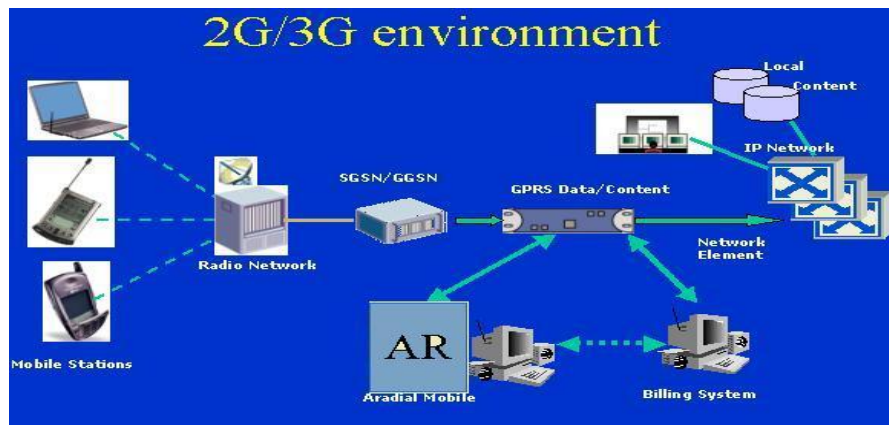 2G/3G environment
Local
Content
IP Network
SGSN/GGSN
GPRS Data/Content
Radio Network
Network
Element
AR
Mobile Stations
Aradial Mobile
Billing System